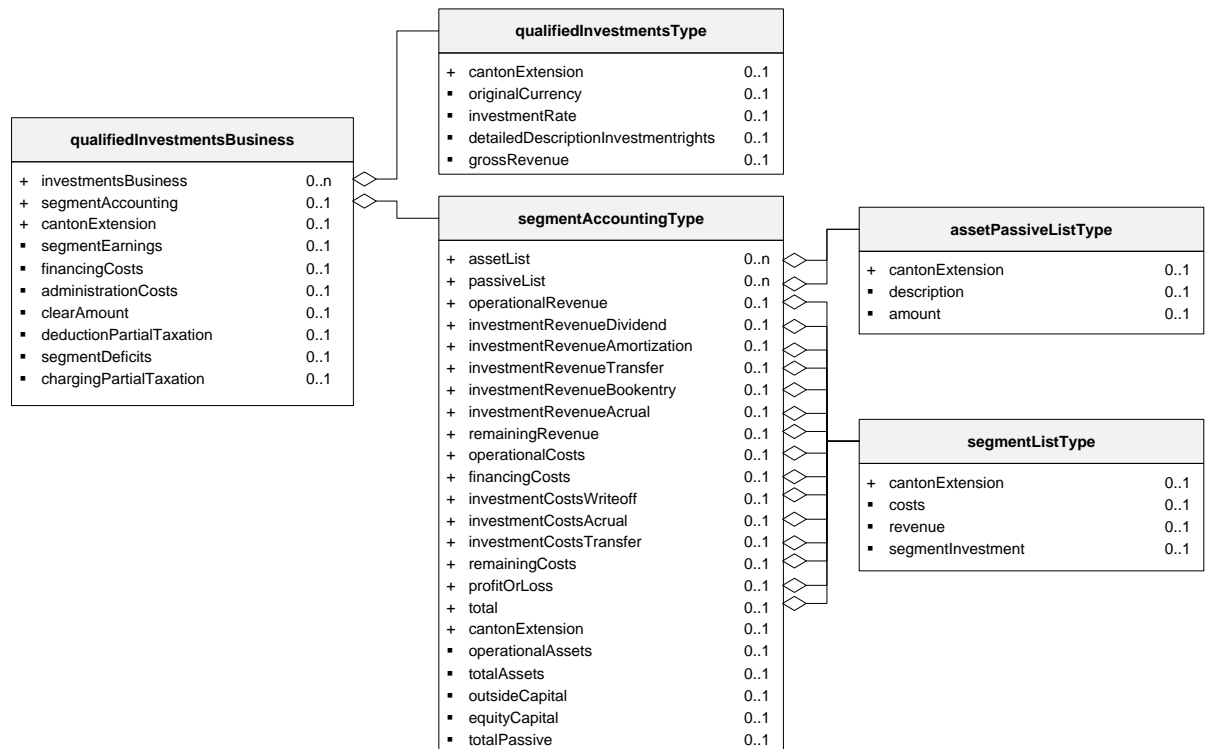 qualifiedInvestmentsType
+ cantonExtension 0..1
▪ originalCurrency 0..1
▪ investmentRate 0..1
▪ detailedDescriptionInvestmentrights 0..1
▪ grossRevenue 0..1
qualifiedInvestmentsBusiness
+ investmentsBusiness 0..n
+ segmentAccounting 0..1
+ cantonExtension 0..1
▪ segmentEarnings 0..1
▪ financingCosts 0..1
▪ administrationCosts 0..1
▪ clearAmount 0..1
▪ deductionPartialTaxation 0..1
▪ segmentDeficits 0..1
▪ chargingPartialTaxation 0..1
segmentAccountingType
+ assetList 0..n
+ passiveList 0..n
+ operationalRevenue 0..1
+ investmentRevenueDividend 0..1
+ investmentRevenueAmortization 0..1
+ investmentRevenueTransfer 0..1
+ investmentRevenueBookentry 0..1
+ investmentRevenueAcrual 0..1
+ remainingRevenue 0..1
+ operationalCosts 0..1
+ financingCosts 0..1
+ investmentCostsWriteoff 0..1
+ investmentCostsAcrual 0..1
+ investmentCostsTransfer 0..1
+ remainingCosts 0..1
+ profitOrLoss 0..1
+ total 0..1
+ cantonExtension 0..1
▪ operationalAssets 0..1
▪ totalAssets 0..1
▪ outsideCapital 0..1
▪ equityCapital 0..1
▪ totalPassive 0..1
assetPassiveListType
+ cantonExtension 0..1
▪ description 0..1
▪ amount 0..1
segmentListType
+ cantonExtension 0..1
▪ costs 0..1
▪ revenue 0..1
▪ segmentInvestment 0..1